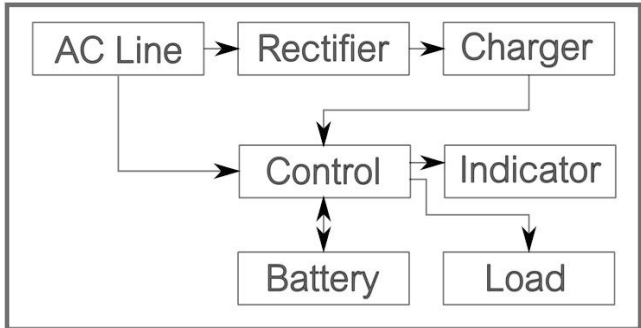 AC Line
Rectifier
Charger
Control
Indicator
Battery
Load